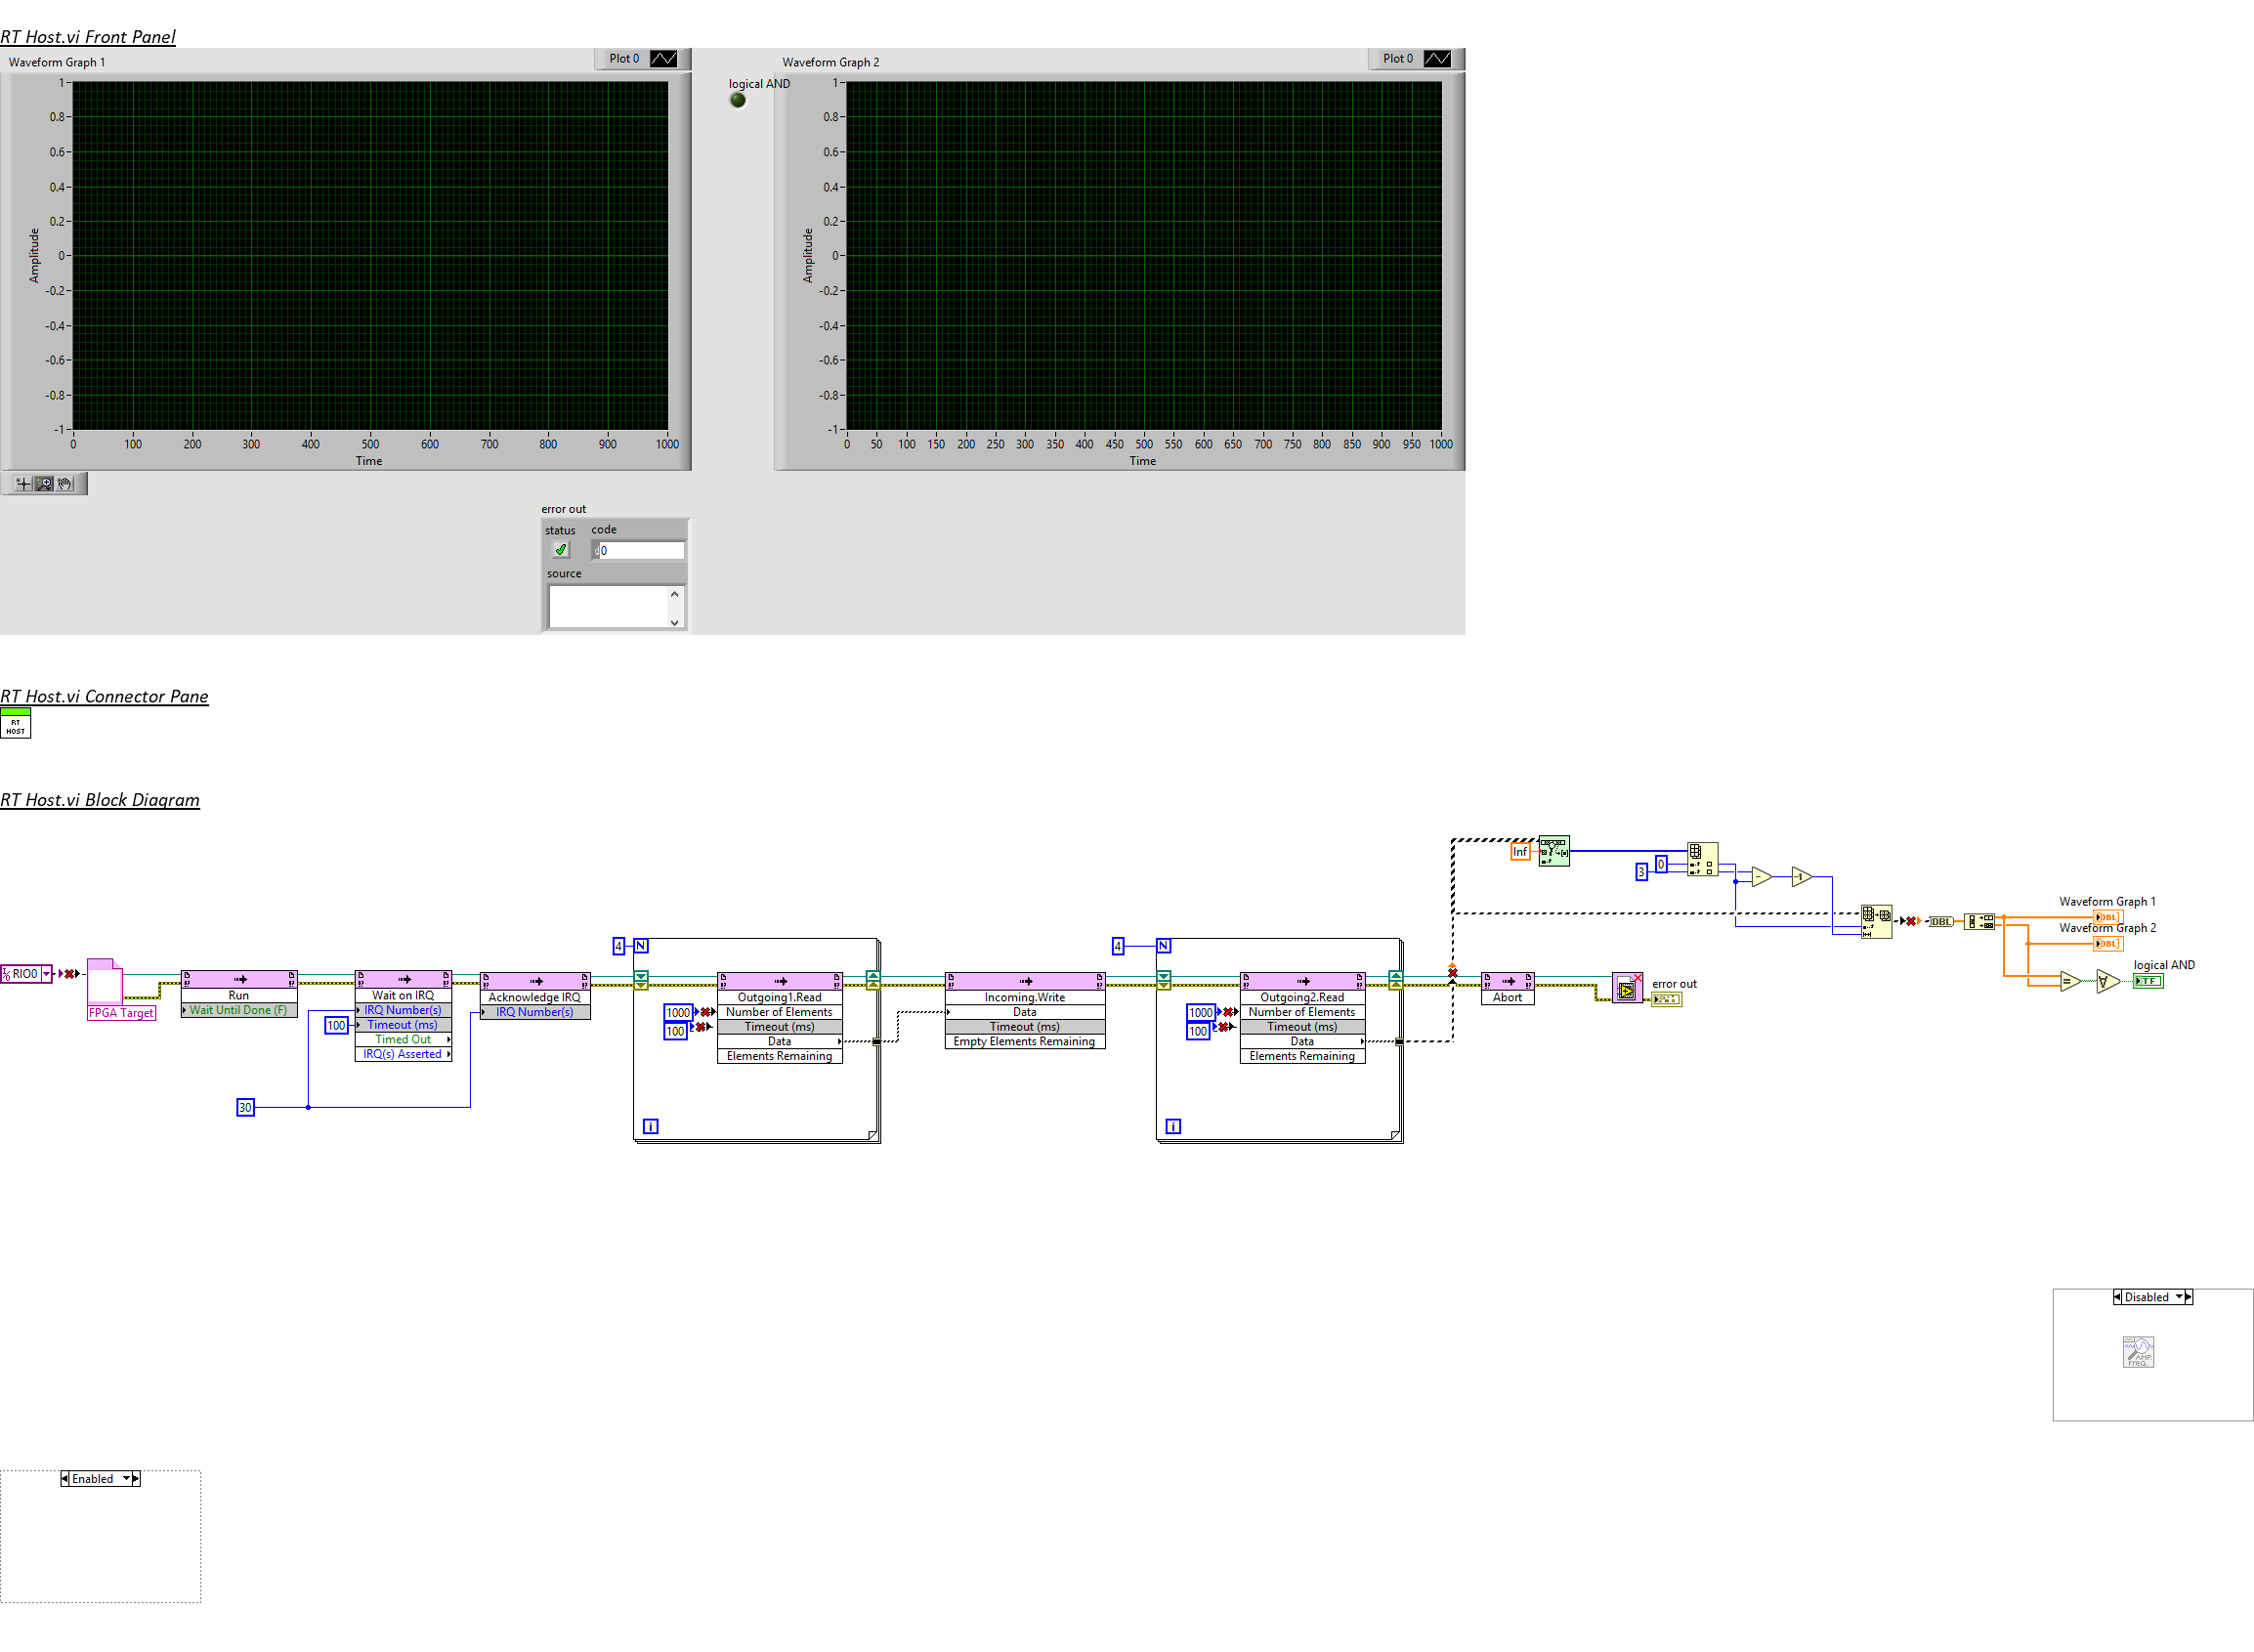 RT Host.vi Front Panel
Waveform Graph 1
Plot 0
Waveform Graph 2
Plot 0
logical AND
Amplitude
1
0.8
0.6
0.4
0.2
0
-0.2
-0.4
-0.6
-0.8
-1
0 100 200 300 400 500 600 700 800 900 1000
Time
Amplitude
1
0.8
0.6
0.4
0.2
0
-0.2
-0.4
-0.6
-0.8
-1
0 50 100 150 200 250 300 350 400 450 500 550 600 650 700 750 800 850 900 950 1000
Time
error out
status code
d 0
source
RT Host.vi Connector Pane
RT
HOST
RT Host.vi Block Diagram
Inf
3
0
-1
DBL
Waveform Graph 1
DBL
Waveform Graph 2
DBL
logical AND
TF
I/O RIO0
FPGA Target
Run
Wait Until Done (F)
Wait on IRQ
IRQ Number(s)
100
Timeout (ms)
Timed Out
IRQ(s) Asserted
30
Acknowledge IRQ
IRQ Number(s)
4 N
Outgoing1.Read
1000
Number of Elements
100
Timeout (ms)
Data
Elements Remaining
i
Incoming.Write
Data
Timeout (ms)
Empty Elements Remaining
4 N
Outgoing2.Read
1000
Number of Elements
100
Timeout (ms)
Data
Elements Remaining
i
Abort
error out
Disabled
AMP
FREQ.
Enabled